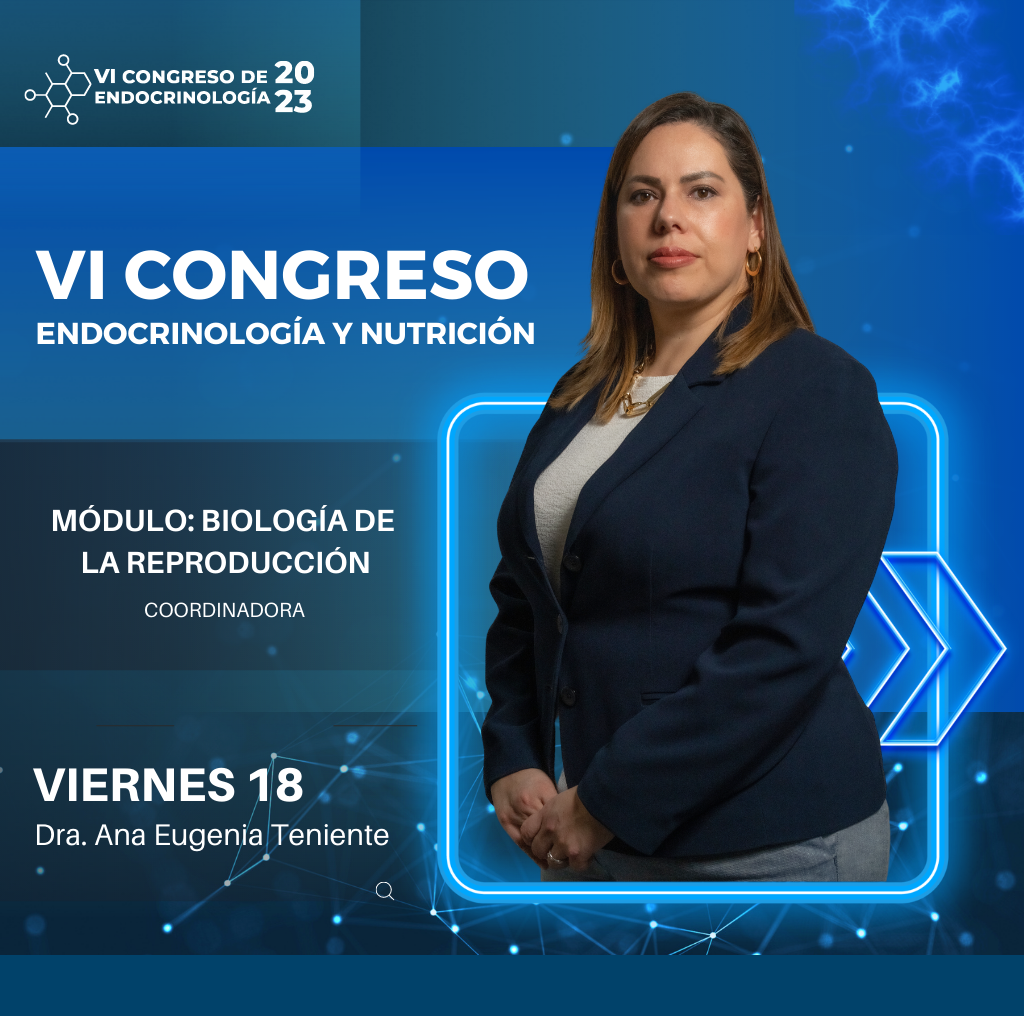 VI CONGRESO DE 20
ENDOCRINOLOGÍA 23
VI CONGRESO
ENDOCRINOLOGÍA Y NUTRICIÓN
MÓDULO: BIOLOGÍA DE
LA REPRODUCCIÓN
COORDINADORA
VIERNES 18
Dra. Ana Eugenia Teniente